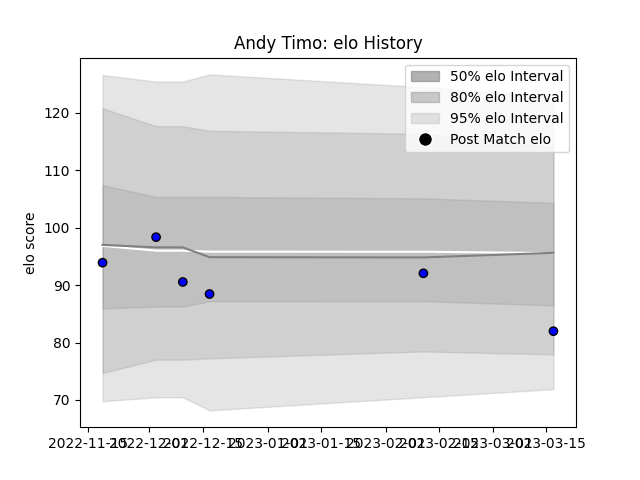 Andy Timo: elo History
50% elo Interval
80% elo Interval
95% elo Interval
Post Match elo
elo score
120
110
100
90
80
70
2022-11-15 2022-12-01 2022-12-15 2023-01-01 2023-01-15 2023-02-01 2023-02-15 2023-03-01 2023-03-15